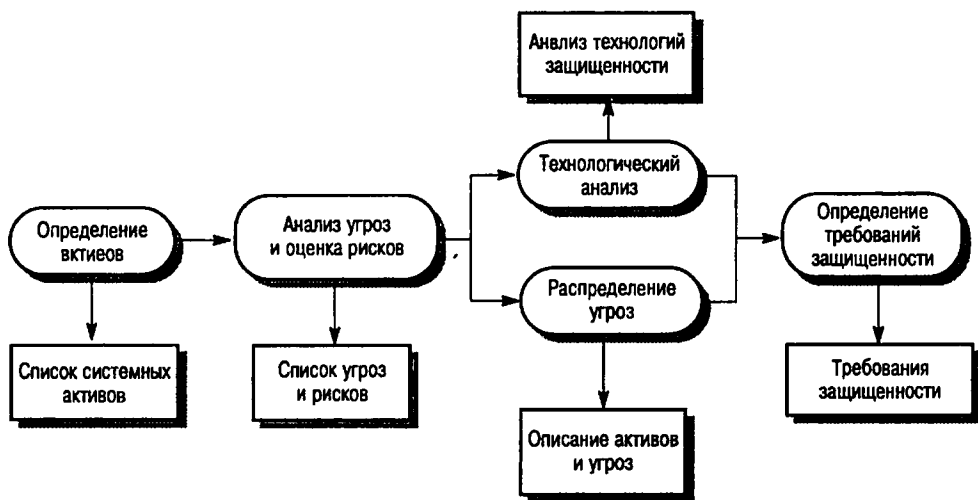 Анвлиз технологий
защищенности
Технологический
анализ
Определение
вктиеов
Анализ угроз
и оценка рисков
Определение
требований
защищенности
Распределение
угроз
Список системных
активов
Список угроз
и рисков
Требования
защищенности
Описание активов
и угроз